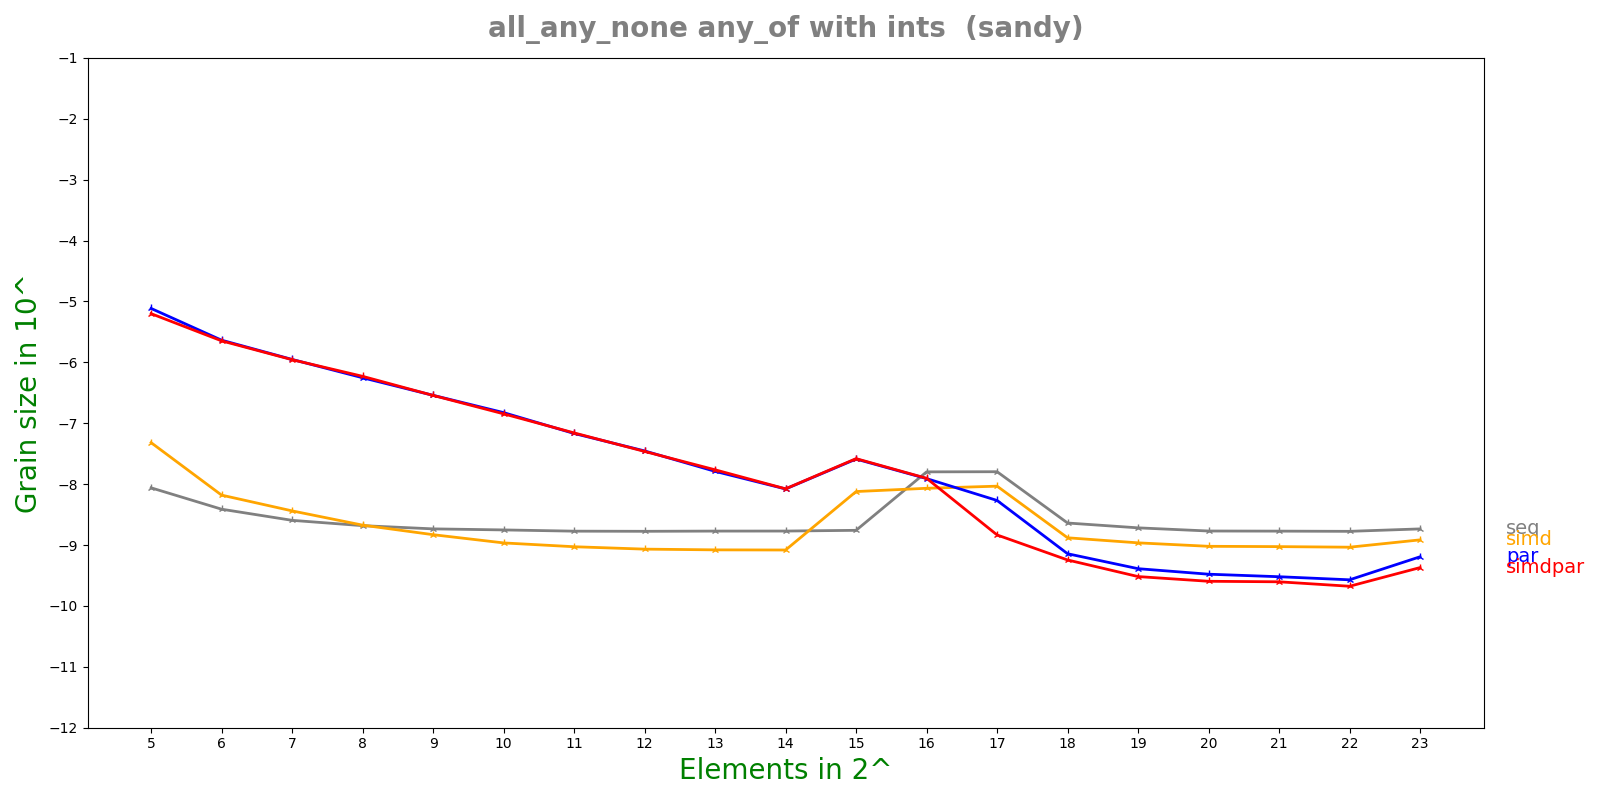 all_any_none any_of with ints  (sandy)
Grain size in 10^
−1
−2
−3
−4
−5
−6
−7
−8
−9
−10
−11
−12
seq
simd
par
simdpar
5 6 7 8 9 10 11 12 13 14 15 16 17 18 19 20 21 22 23
Elements in 2^